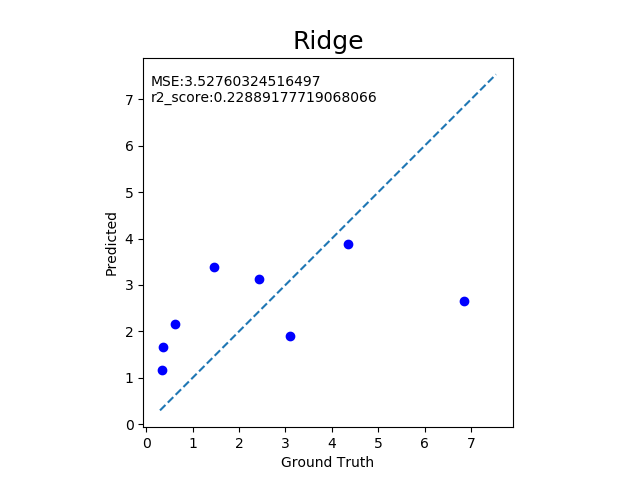 Ridge
MSE:3.52760324516497
r2_score:0.22889177719068066
7
6
5
4
3
2
1
0
Predicted
0 1 2 3 4 5 6 7
Ground Truth